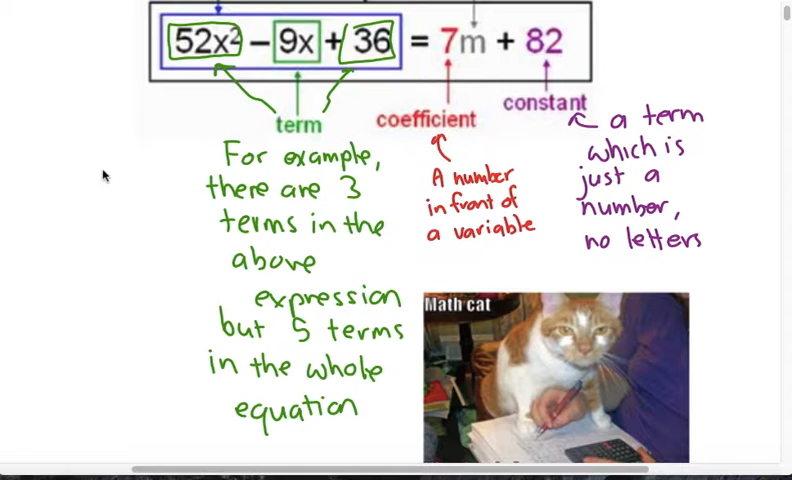 52x² − 9x + 36 = 7m + 82
term
coefficient
constant
For example,
there are 3
terms in the
above
expression
but 5 terms
in the whole
equation
A number
in front of
a variable
a term
which is
just a
number,
no letters
Math cat